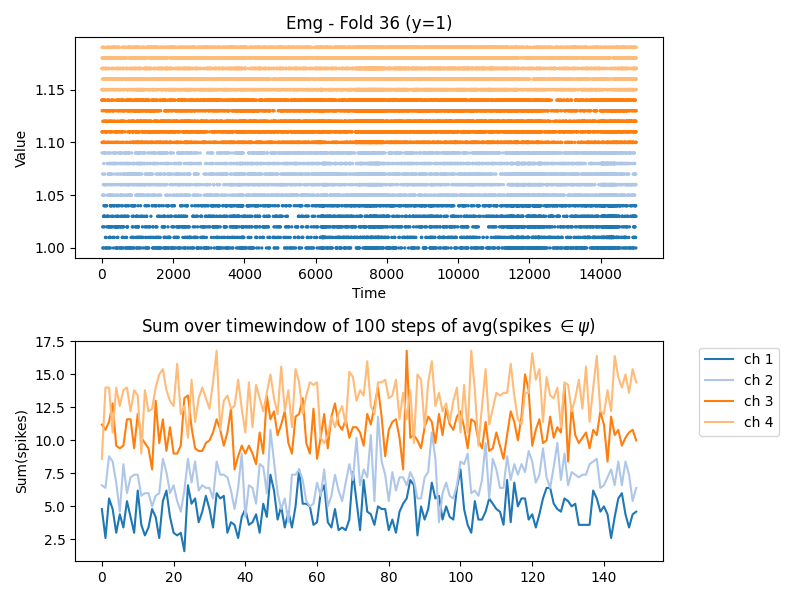 Emg - Fold 36 (y=1)
Value
1.15
1.10
1.05
1.00
0 2000 4000 6000 8000 10000 12000 14000
Time
Sum over timewindow of 100 steps of avg(spikes ∈ ψ)
Sum(spikes)
17.5
15.0
12.5
10.0
7.5
5.0
2.5
0 20 40 60 80 100 120 140
ch 1
ch 2
ch 3
ch 4